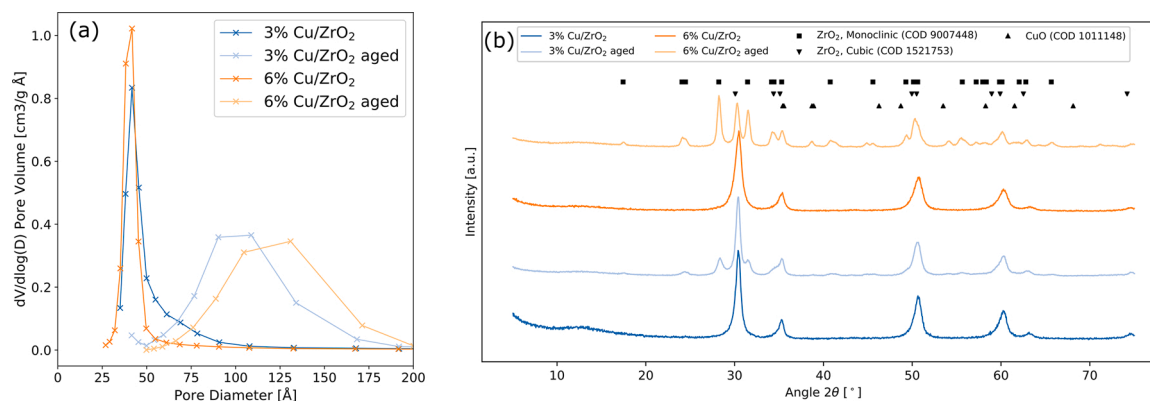 (a)
3% Cu/ZrO₂
3% Cu/ZrO₂ aged
6% Cu/ZrO₂
6% Cu/ZrO₂ aged
dV/dlog(D) Pore Volume [cm3/g Å]
1.0
0.8
0.6
0.4
0.2
0.0
0 25 50 75 100 125 150 175 200
Pore Diameter [Å]
(b)
3% Cu/ZrO₂ 6% Cu/ZrO₂ ZrO₂, Monoclinic (COD 9007448) CuO (COD 1011148)
3% Cu/ZrO₂ aged 6% Cu/ZrO₂ aged ZrO₂, Cubic (COD 1521753)
Intensity [a.u.]
10 20 30 40 50 60 70
Angle 2θ [°]